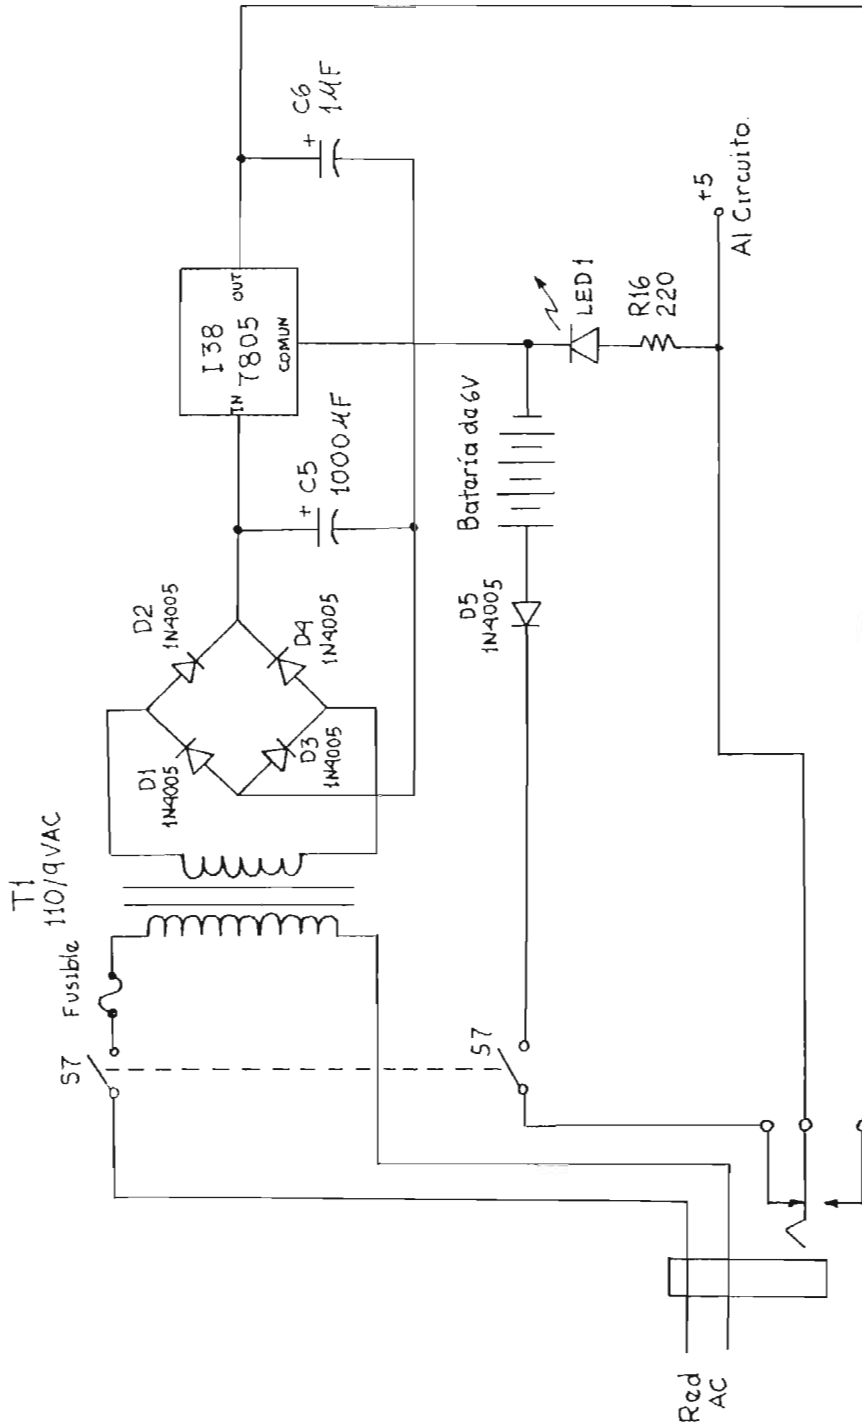 Red
AC
S7
Fusible
T1
110/9VAC
D1
1N4005
D2
1N4005
D3
1N4005
D4
1N4005
+ C5
1000µF
I38
7805
IN
OUT
COMUN
+ C6
1µF
S7
D5
1N4005
Batería de 6V
LED1
R16
220
+5
Al Circuito.